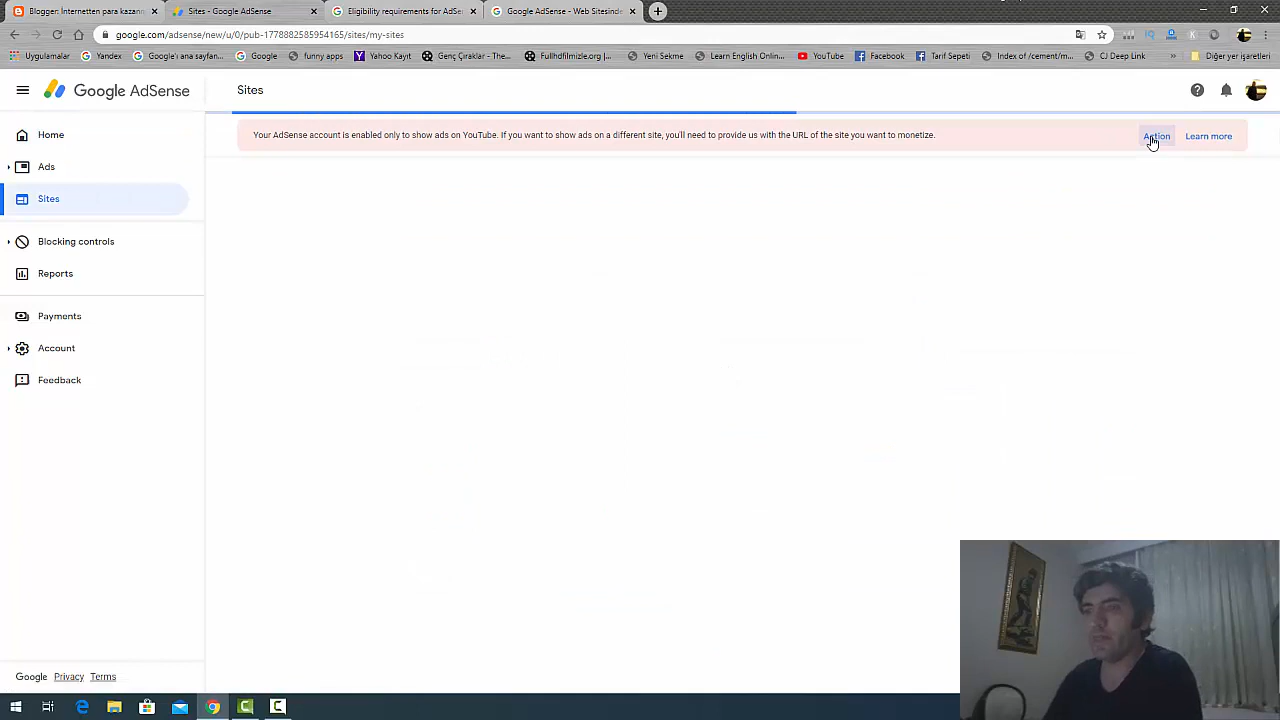 Blogger: İnternetten para kazanı
Sites - Google AdSense
Eligibility requirements for AdSe
Google AdSense - Web Sitesinde
google.com/adsense/new/u/0/pub-1778882585954165/sites/my-sites
Uygulamalar
Yandex
Google'ı ana sayfan...
Google
funny apps
Yahoo Kayıt
Genç Çıraklar - The...
Fullhdfilmizle.org |...
Yeni Sekme
Learn English Onlin...
YouTube
Facebook
Tarif Sepeti
Index of /cement/m...
CJ Deep Link
»
Diğer yer işaretleri
Google AdSense
Sites
Your AdSense account is enabled only to show ads on YouTube. If you want to show ads on a different site, you'll need to provide us with the URL of the site you want to monetize.
Action
Learn more
Home
Ads
Sites
Blocking controls
Reports
Payments
Account
Feedback
Google
Privacy
Terms